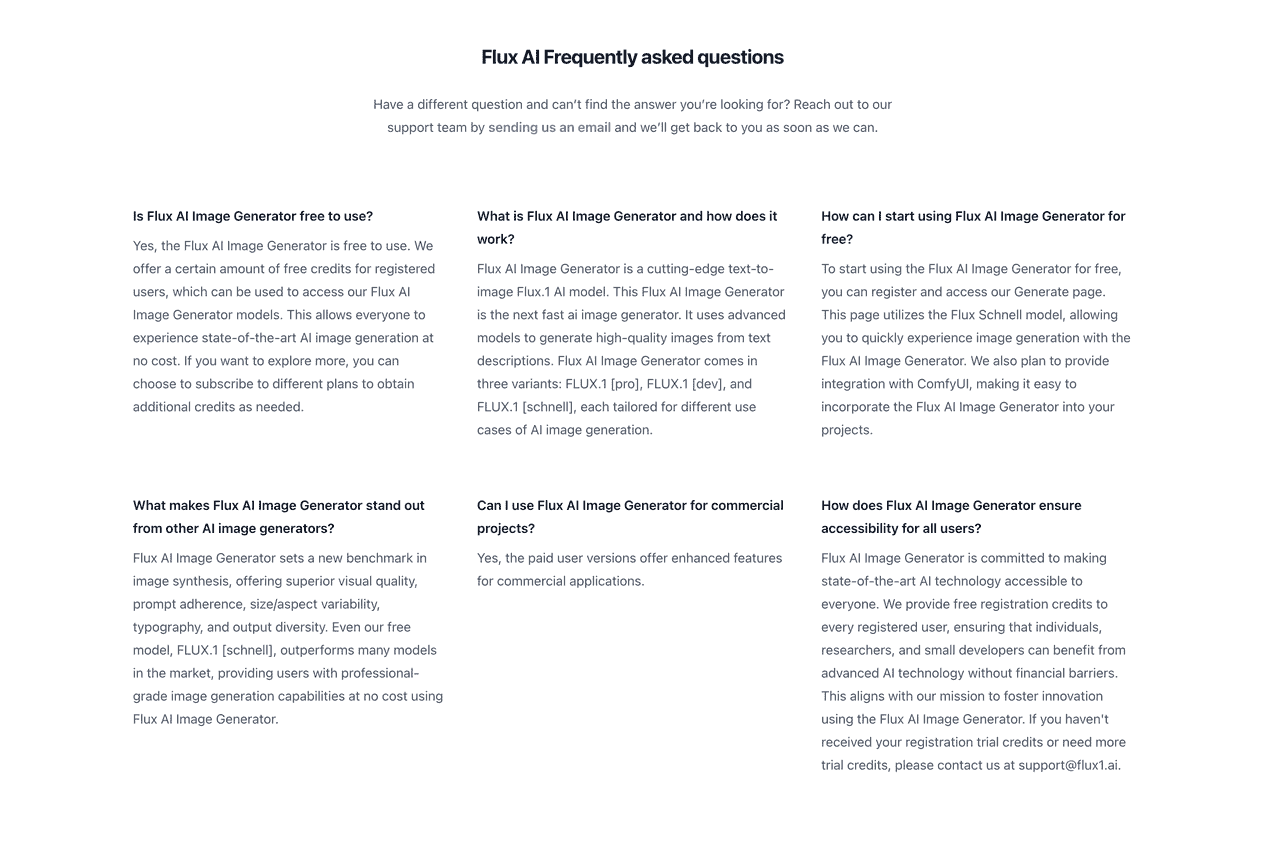 Flux AI Frequently asked questions
Have a different question and can’t find the answer you’re looking for? Reach out to our
support team by sending us an email and we’ll get back to you as soon as we can.
Is Flux AI Image Generator free to use?
Yes, the Flux AI Image Generator is free to use. We
offer a certain amount of free credits for registered
users, which can be used to access our Flux AI
Image Generator models. This allows everyone to
experience state-of-the-art AI image generation at
no cost. If you want to explore more, you can
choose to subscribe to different plans to obtain
additional credits as needed.
What is Flux AI Image Generator and how does it
work?
Flux AI Image Generator is a cutting-edge text-to-
image Flux.1 AI model. This Flux AI Image Generator
is the next fast ai image generator. It uses advanced
models to generate high-quality images from text
descriptions. Flux AI Image Generator comes in
three variants: FLUX.1 [pro], FLUX.1 [dev], and
FLUX.1 [schnell], each tailored for different use
cases of AI image generation.
How can I start using Flux AI Image Generator for
free?
To start using the Flux AI Image Generator for free,
you can register and access our Generate page.
This page utilizes the Flux Schnell model, allowing
you to quickly experience image generation with the
Flux AI Image Generator. We also plan to provide
integration with ComfyUI, making it easy to
incorporate the Flux AI Image Generator into your
projects.
What makes Flux AI Image Generator stand out
from other AI image generators?
Flux AI Image Generator sets a new benchmark in
image synthesis, offering superior visual quality,
prompt adherence, size/aspect variability,
typography, and output diversity. Even our free
model, FLUX.1 [schnell], outperforms many models
in the market, providing users with professional-
grade image generation capabilities at no cost using
Flux AI Image Generator.
Can I use Flux AI Image Generator for commercial
projects?
Yes, the paid user versions offer enhanced features
for commercial applications.
How does Flux AI Image Generator ensure
accessibility for all users?
Flux AI Image Generator is committed to making
state-of-the-art AI technology accessible to
everyone. We provide free registration credits to
every registered user, ensuring that individuals,
researchers, and small developers can benefit from
advanced AI technology without financial barriers.
This aligns with our mission to foster innovation
using the Flux AI Image Generator. If you haven't
received your registration trial credits or need more
trial credits, please contact us at support@flux1.ai.